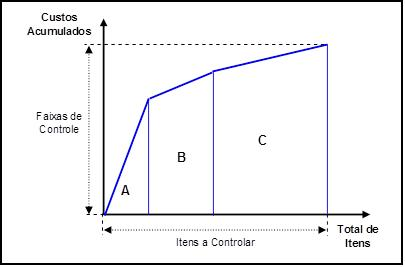 Custos
Acumulados
Faixas de
Controle
A
B
C
Total de
Itens
Itens a Controlar